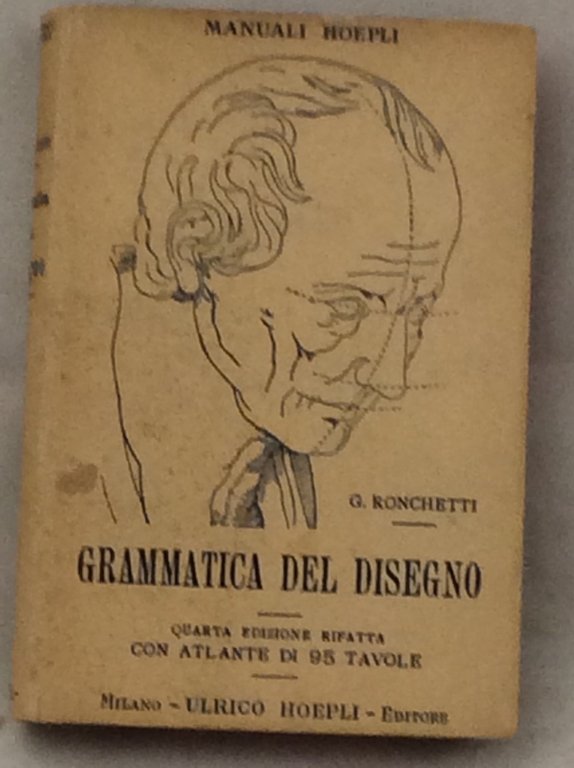 MANUALI HOEPLI
G. RONCHETTI
GRAMMATICA DEL DISEGNO
QUARTA EDIZIONE RIFATTA
CON ATLANTE DI 95 TAVOLE
MILANO - ULRICO HOEPLI - EDITORE